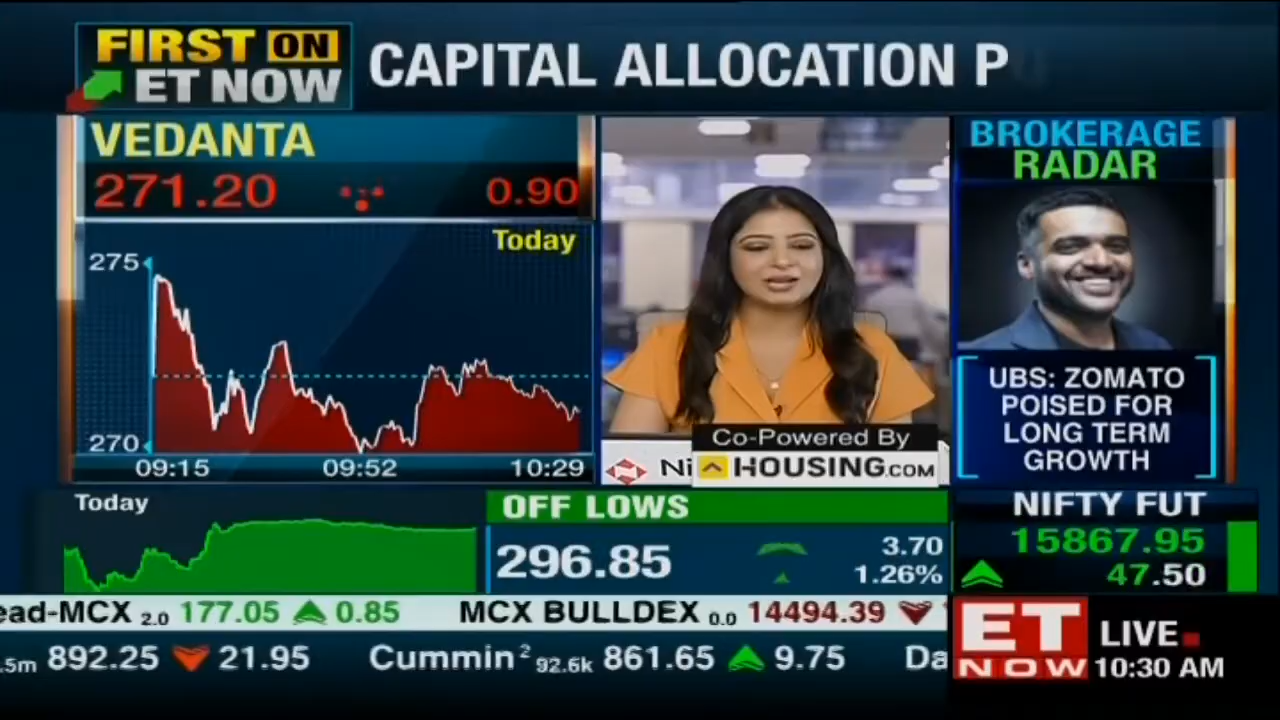 FIRST ON
ET NOW
CAPITAL ALLOCATION P
VEDANTA
271.20
0.90
Today
275
270
09:15
09:52
10:29
Co-Powered By
HOUSING.COM
BROKERAGE
RADAR
UBS: ZOMATO
POISED FOR
LONG TERM
GROWTH
Today
OFF LOWS
296.85
3.70
1.26%
NIFTY FUT
15867.95
47.50
ead-MCX 2.0 177.05 0.85 MCX BULLDEX 0.0 14494.39
.5m 892.25 21.95 Cummin 2 92.6k 861.65 9.75 Da
ET
NOW
LIVE
10:30 AM